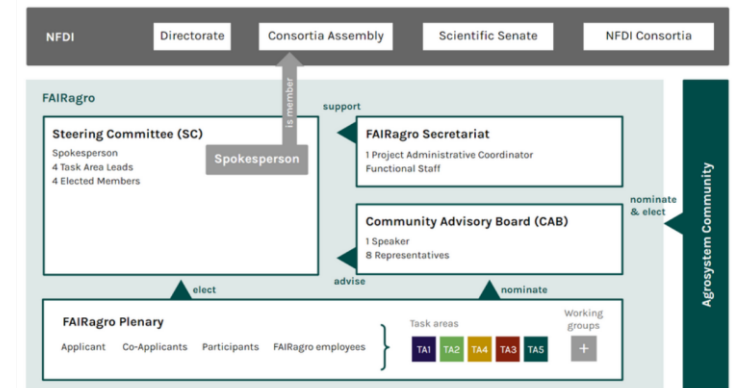 NFDI
Directorate
Consortia Assembly
Scientific Senate
NFDI Consortia
FAIRagro
is member
support
Steering Committee (SC)
Spokesperson
4 Task Area Leads
4 Elected Members
Spokesperson
FAIRagro Secretariat
1 Project Administrative Coordinator
Functional Staff
nominate
& elect
Agrosystem Community
Community Advisory Board (CAB)
1 Speaker
8 Representatives
advise
elect
nominate
FAIRagro Plenary
Applicant Co-Applicants Participants FAIRagro employees
Task areas
Working
groups
TA1 TA2 TA4 TA3 TA5 +